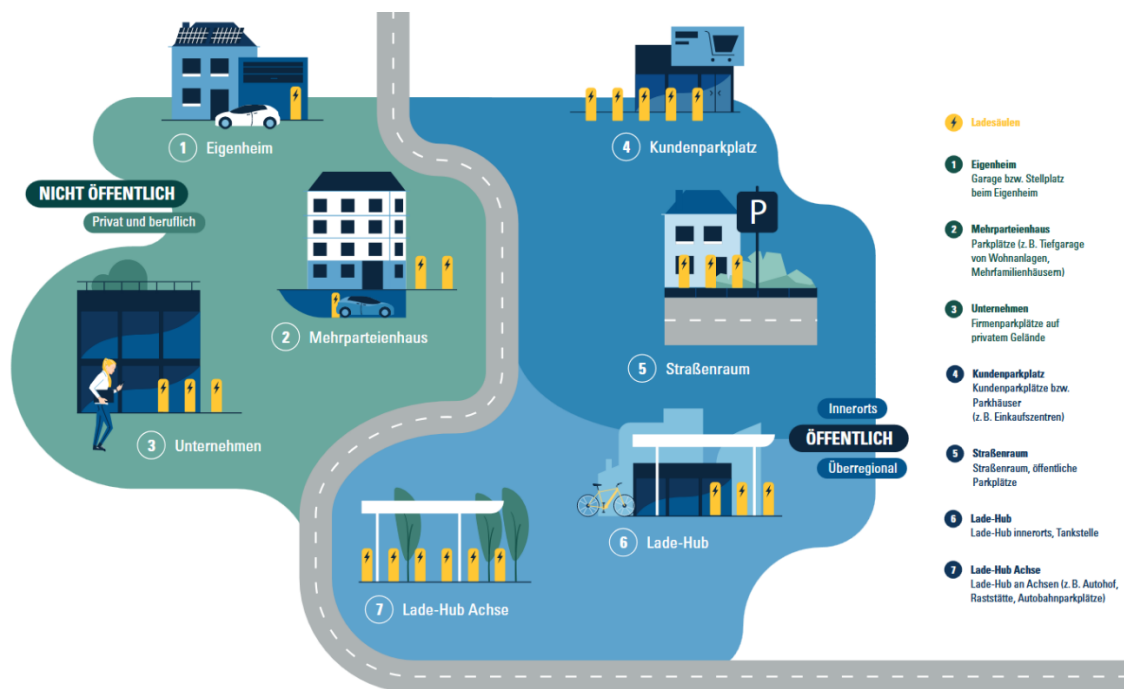 1 Eigenheim
NICHT ÖFFENTLICH
Privat und beruflich
2 Mehrparteienhaus
3 Unternehmen
4 Kundenparkplatz
P
5 Straßenraum
Innerorts
ÖFFENTLICH
Überregional
6 Lade-Hub
7 Lade-Hub Achse
Ladesäulen
1 Eigenheim
Garage bzw. Stellplatz
beim Eigenheim
2 Mehrparteienhaus
Parkplätze (z. B. Tiefgarage
von Wohnanlagen,
Mehrfamilienhäusern)
3 Unternehmen
Firmenparkplätze auf
privatem Gelände
4 Kundenparkplatz
Kundenparkplätze bzw.
Parkhäuser
(z. B. Einkaufszentren)
5 Straßenraum
Straßenraum, öffentliche
Parkplätze
6 Lade-Hub
Lade-Hub innerorts, Tankstelle
7 Lade-Hub Achse
Lade-Hub an Achsen (z. B. Autohof,
Raststätte, Autobahnparkplätze)